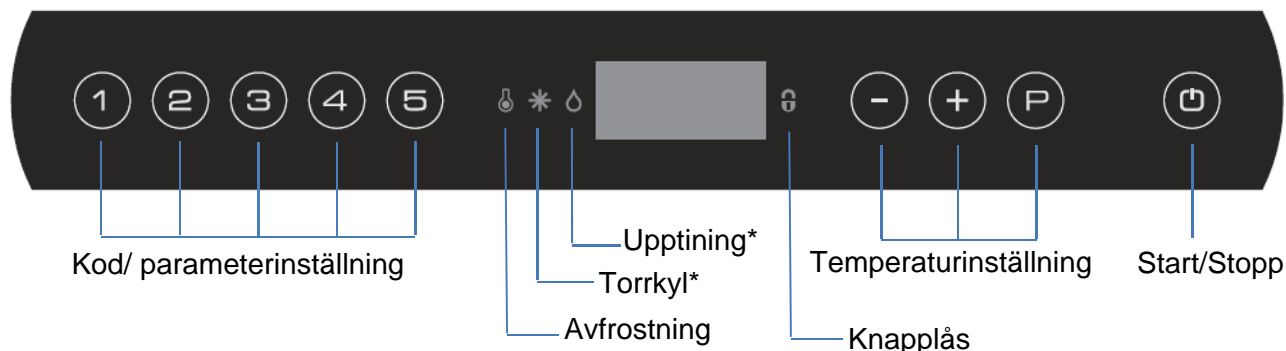 1 2 3 4 5 - + P
Upptining*
Kod/ parameterinställning
Temperaturinställning
Start/Stopp
Torrkyl*
Avfrostning
Knapplås